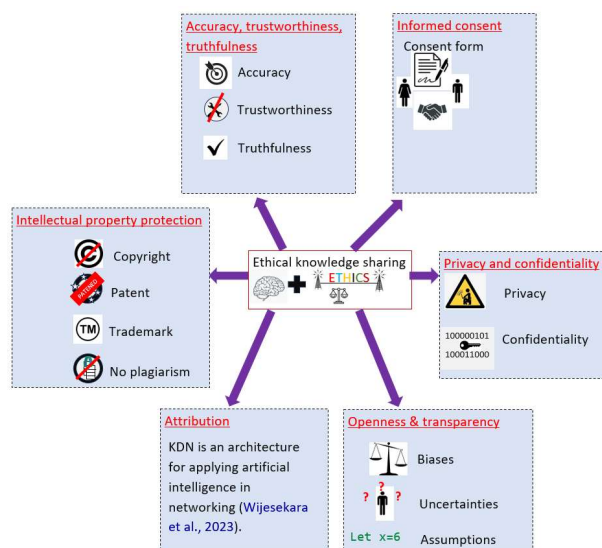 Accuracy, trustworthiness,
truthfulness
Accuracy
Trustworthiness
Truthfulness
Informed consent
Consent form
Intellectual property protection
Copyright
PATENED
Patent
TM
Trademark
No plagiarism
Ethical knowledge sharing
ETHICS
Privacy and confidentiality
Privacy
100000101
100011000
Confidentiality
Attribution
KDN is an architecture
for applying artificial
intelligence in
networking (Wijesekara
et al., 2023).
Openness & transparency
Biases
? ? ?
Uncertainties
Let x=6
Assumptions